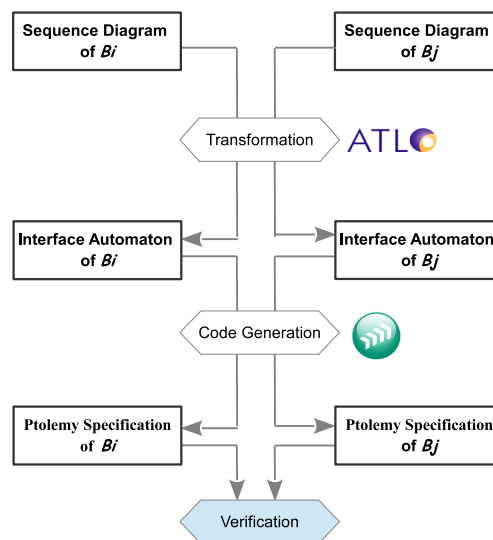 Sequence Diagram
of Bi
Sequence Diagram
of Bj
Transformation
ATL
Interface Automaton
of Bi
Interface Automaton
of Bj
Code Generation
Ptolemy Specification
of Bi
Ptolemy Specification
of Bj
Verification